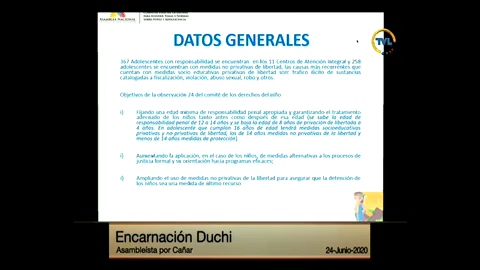 ASAMBLEA NACIONAL
TVL
DATOS GENERALES
367 Adolescentes con responsabilidad se encuentran en los 11 Centros de Atención Integral y 258
adolescentes se encuentran con medidas no privativas de libertad, las causas más recurrentes que
cuentan con medidas socio educativas privativas de libertad son: tráfico ilícito de sustancias
catalogadas a fiscalización, violación, abuso sexual, robo y otros.
Objetivos de la observación 24 del comité de los derechos del niño
i) Fijando una edad mínima de responsabilidad penal apropiada y garantizando el tratamiento
adecuado de los niños tanto antes como después de esa edad (se sube la edad de
responsabilidad penal de 12 a 14 años y se baja la edad de 8 años de privación de libertad a
4 años. En adolescente que cumplan 16 años de edad tendrá medidas socioeducativas
privativas y no privativas de libertad, los de 14 años medidas no privativas de la libertad y
menos de 14 años medidas de protección).
i) Aumentando la aplicación, en el caso de los niños, de medidas alternativas a los procesos de
justicia formal y su orientación hacia programas eficaces;
i) Ampliando el uso de medidas no privativas de la libertad para asegurar que la detención de
los niños sea una medida de último recurso
Encarnación Duchi
Asambleísta por Cañar
24-Junio-2020